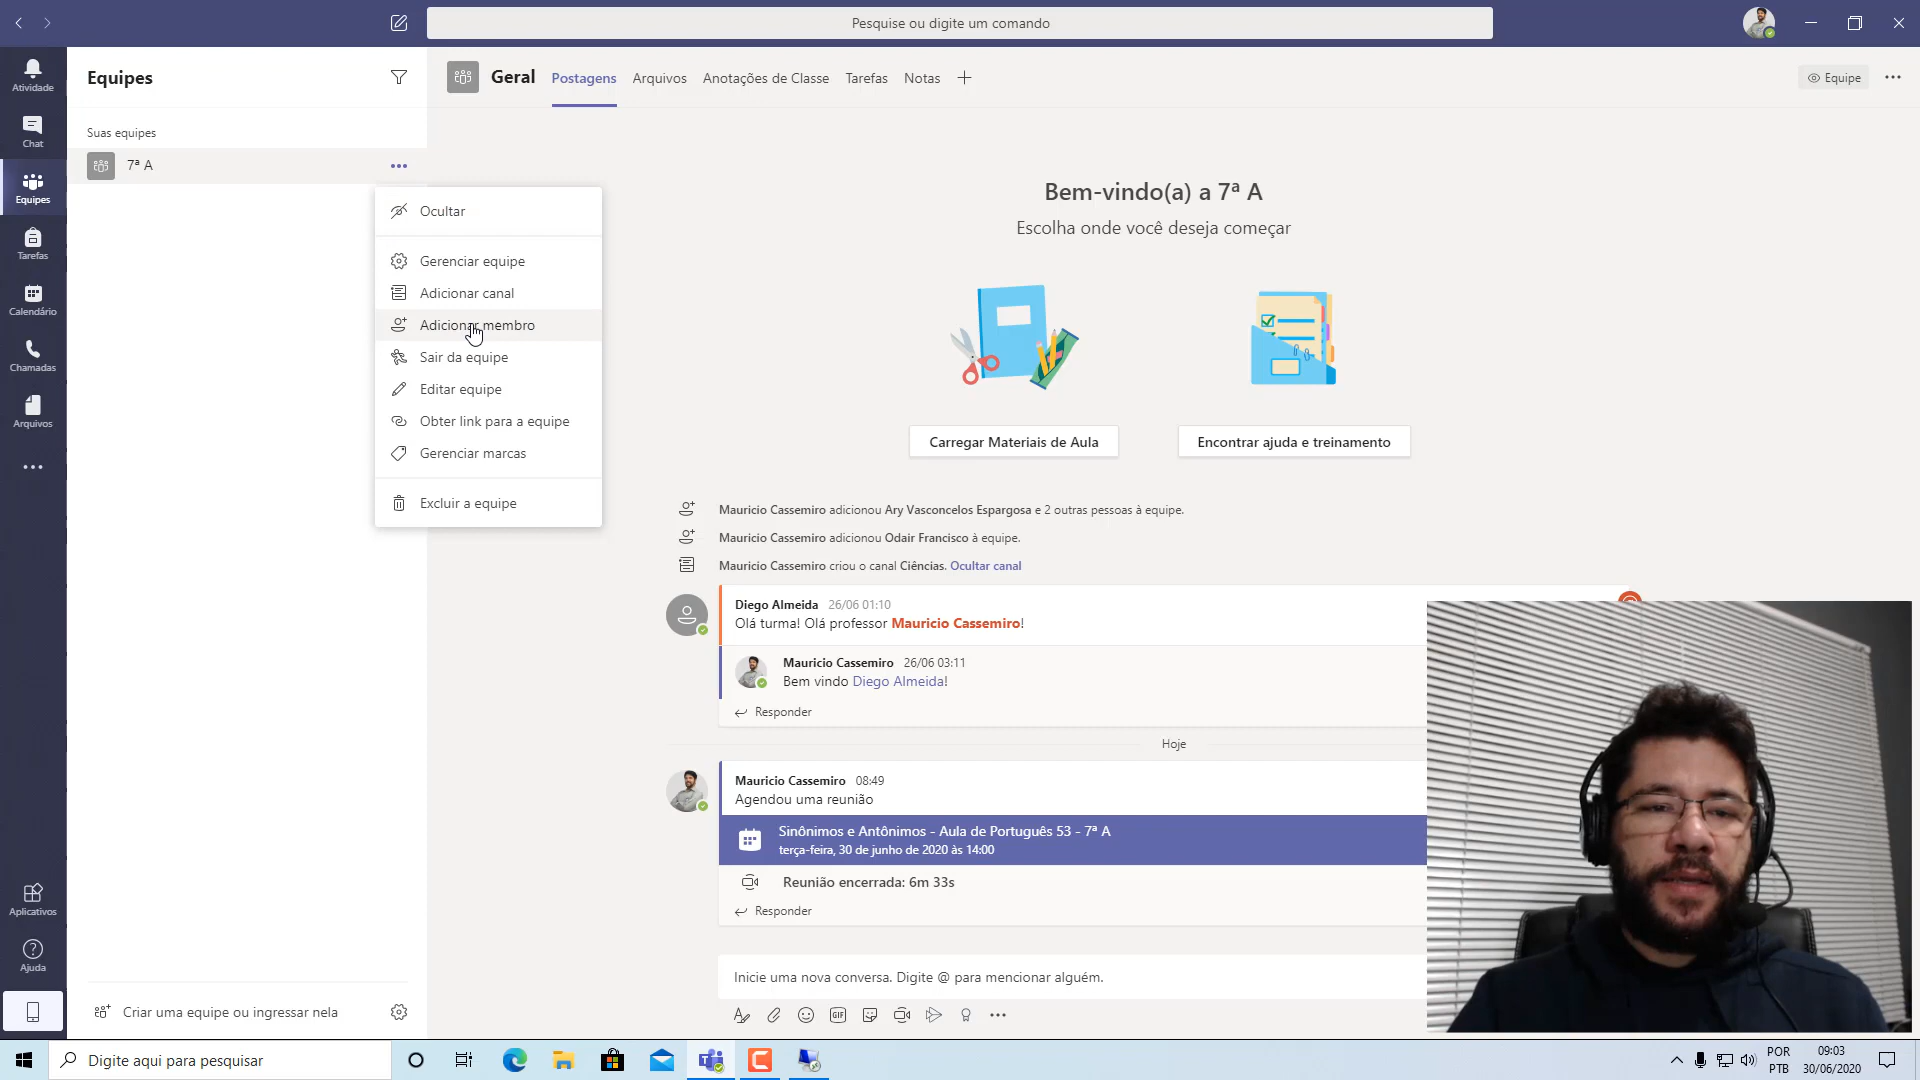 Pesquise ou digite um comando
Atividade
Chat
Equipes
Tarefas
Calendário
Chamadas
Arquivos
Aplicativos
Ajuda
Equipes
Suas equipes
7ª A
Ocultar
Gerenciar equipe
Adicionar canal
Adicionar membro
Sair da equipe
Editar equipe
Obter link para a equipe
Gerenciar marcas
Excluir a equipe
Criar uma equipe ou ingressar nela
Geral Postagens Arquivos Anotações de Classe Tarefas Notas
Equipe
Bem-vindo(a) a 7ª A
Escolha onde você deseja começar
Carregar Materiais de Aula
Encontrar ajuda e treinamento
Mauricio Cassemiro adicionou Ary Vasconcelos Espargosa e 2 outras pessoas à equipe.
Mauricio Cassemiro adicionou Odair Francisco à equipe.
Mauricio Cassemiro criou o canal Ciências. Ocultar canal
Diego Almeida 26/06 01:10
Olá turma! Olá professor Mauricio Cassemiro!
Mauricio Cassemiro 26/06 03:11
Bem vindo Diego Almeida!
Responder
Hoje
Mauricio Cassemiro 08:49
Agendou uma reunião
Sinônimos e Antônimos - Aula de Português 53 - 7ª A
terça-feira, 30 de junho de 2020 às 14:00
Reunião encerrada: 6m 33s
Responder
Inicie uma nova conversa. Digite @ para mencionar alguém.
GIF
Digite aqui para pesquisar
POR
PTB
09:03
30/06/2020